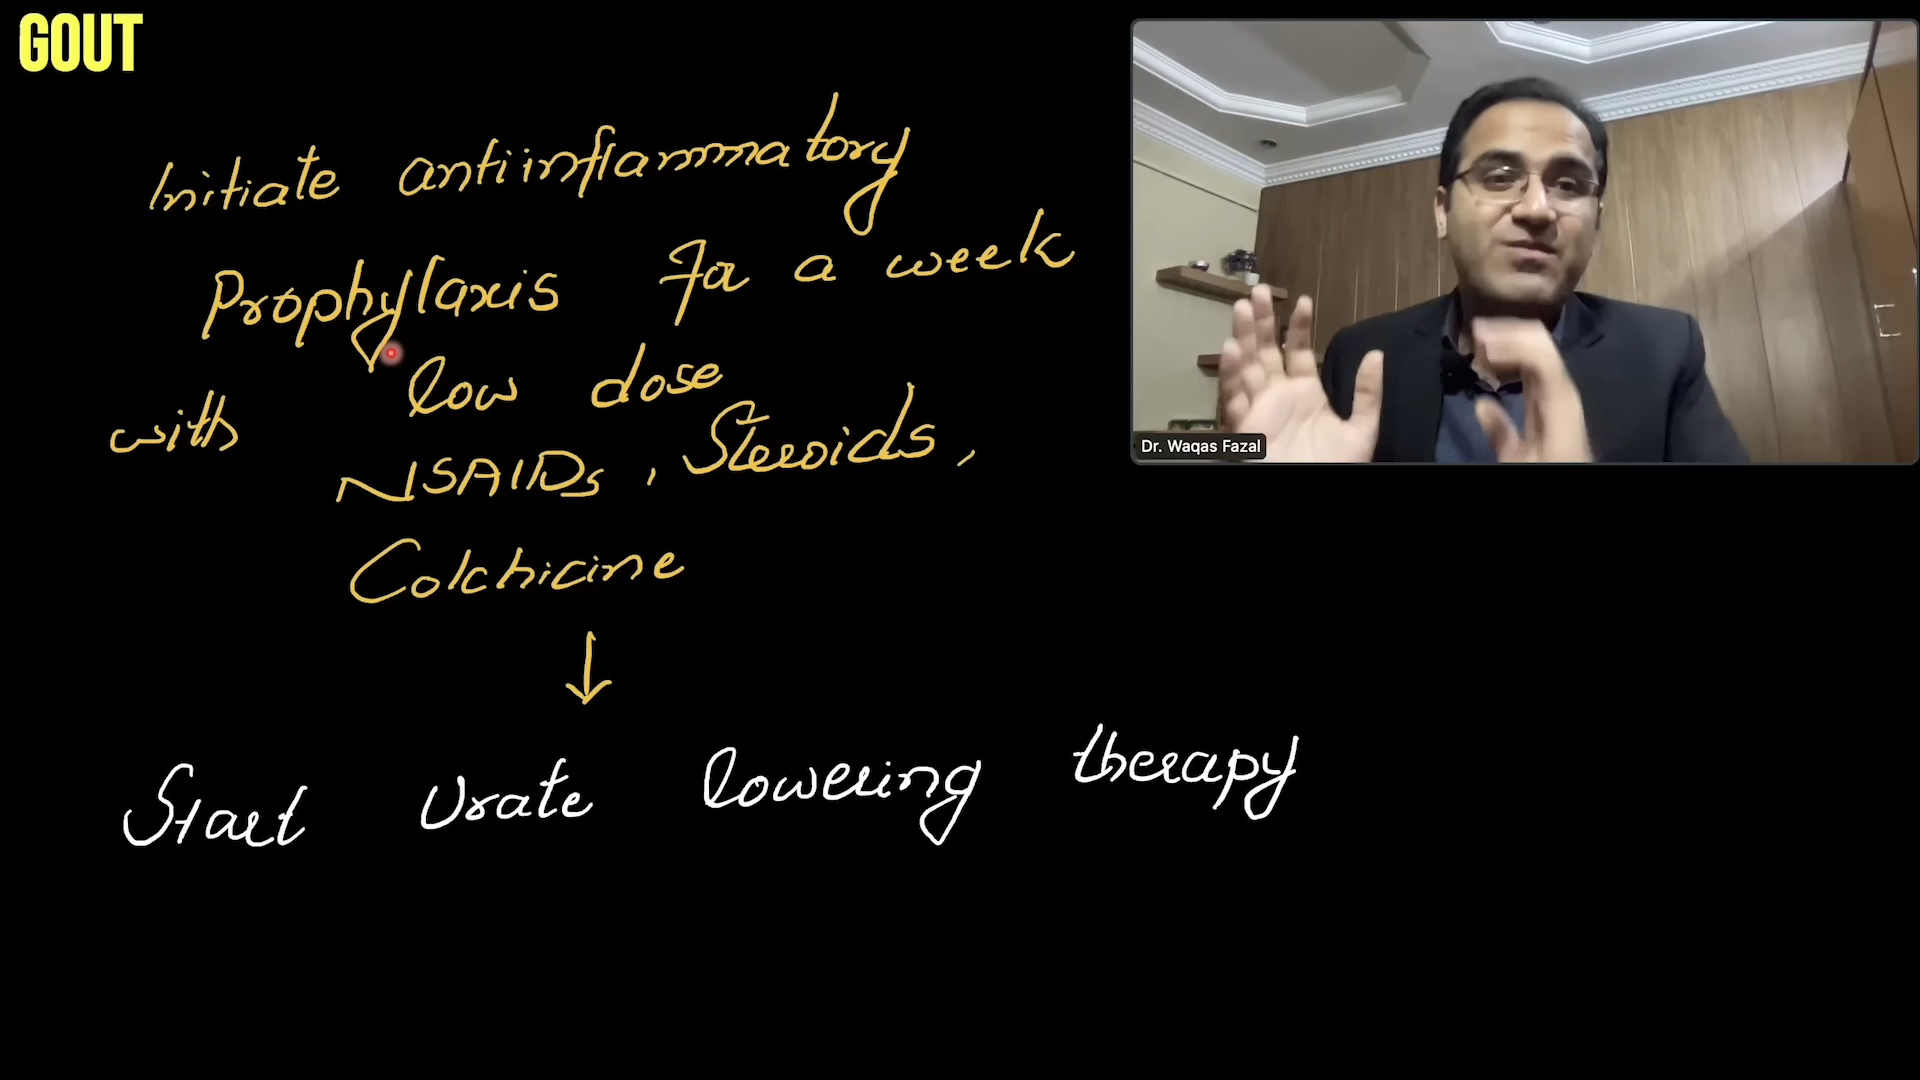 GOUT
Initiate antiinflammatory
Prophylaxis for a week
with low dose
NSAIDs, Steroids,
Colchicine
↓
Start Urate lowering therapy
Dr. Waqas Fazal